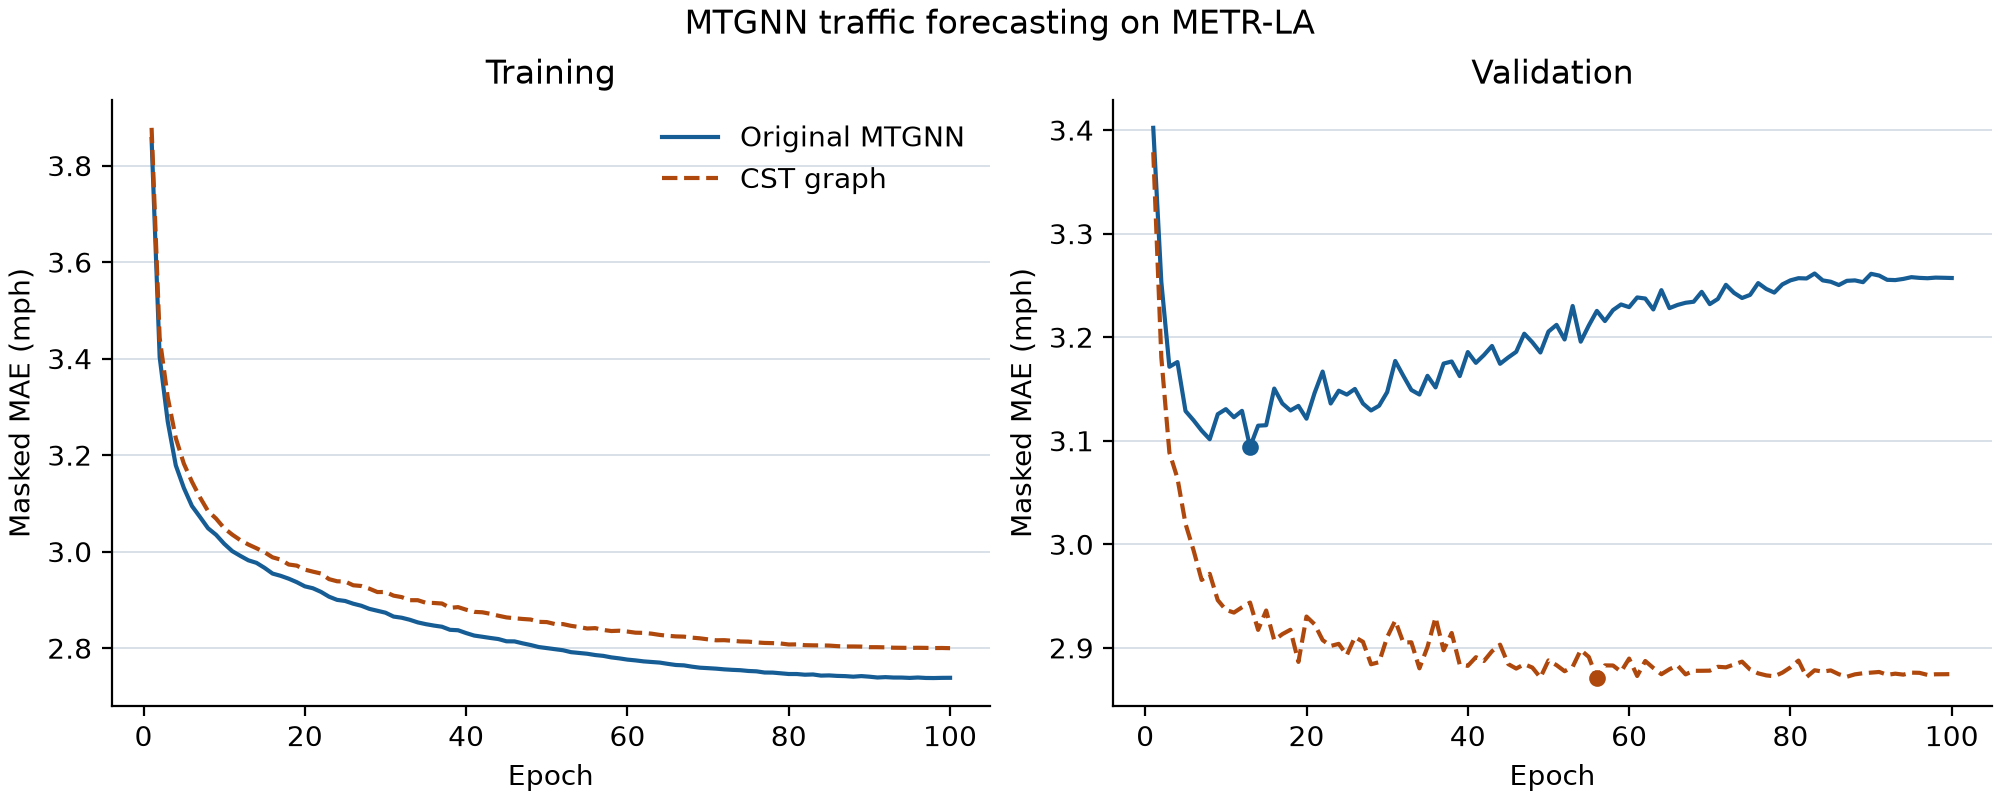 MTGNN traffic forecasting on METR-LA
Training
Masked MAE (mph)
3.8
3.6
3.4
3.2
3.0
2.8
0 20 40 60 80 100
Epoch
Original MTGNN
CST graph
Validation
Masked MAE (mph)
3.4
3.3
3.2
3.1
3.0
2.9
0 20 40 60 80 100
Epoch